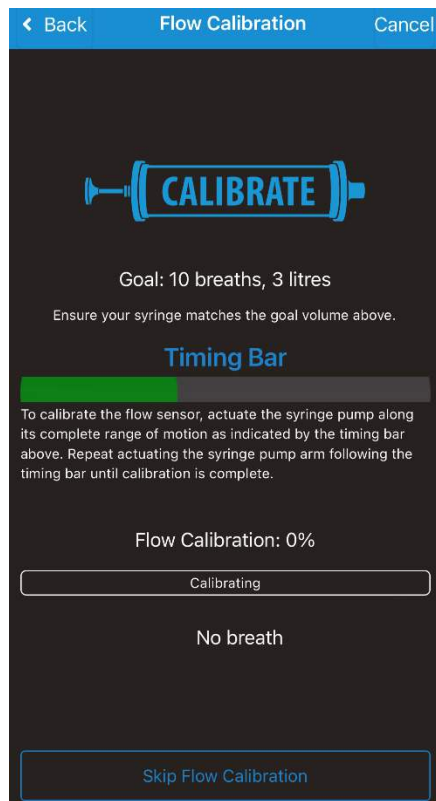 Back Flow Calibration Cancel
CALIBRATE
Goal: 10 breaths, 3 litres
Ensure your syringe matches the goal volume above.
Timing Bar
To calibrate the flow sensor, actuate the syringe pump along
its complete range of motion as indicated by the timing bar
above. Repeat actuating the syringe pump arm following the
timing bar until calibration is complete.
Flow Calibration: 0%
Calibrating
No breath
Skip Flow Calibration